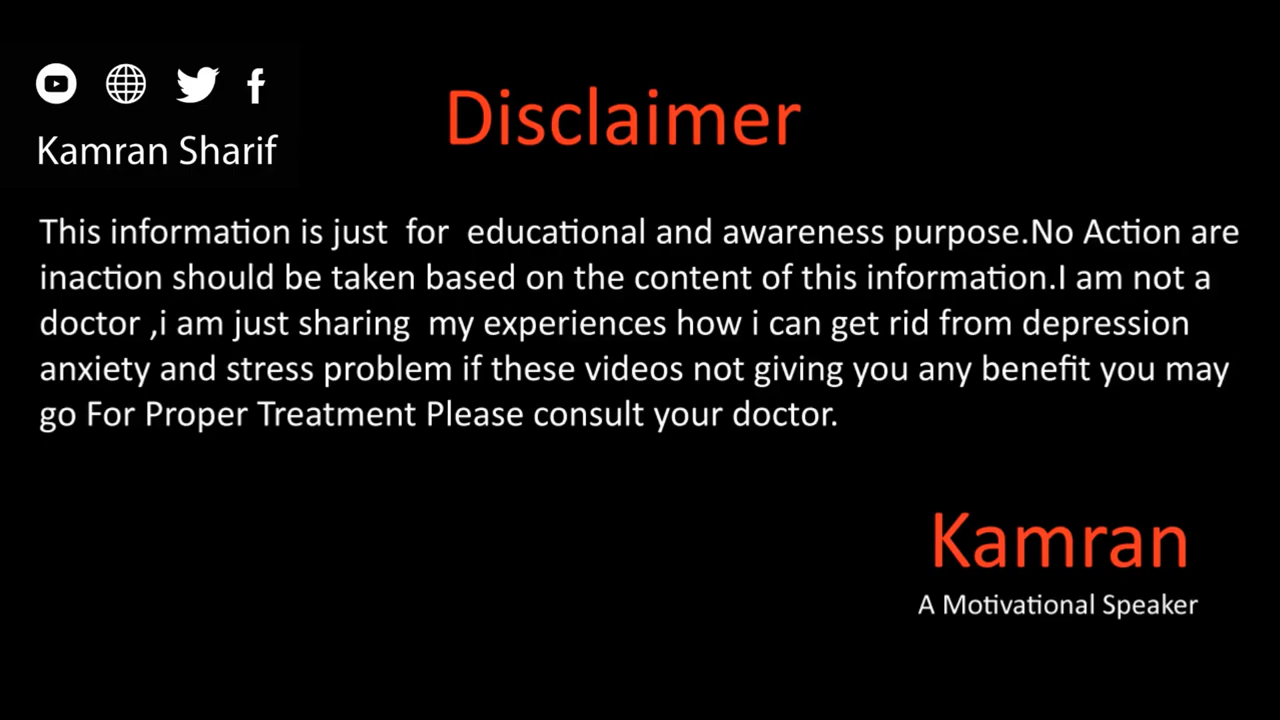 Kamran Sharif
Disclaimer
This information is just  for  educational and awareness purpose.No Action are
inaction should be taken based on the content of this information.I am not a
doctor ,i am just sharing  my experiences how i can get rid from depression
anxiety and stress problem if these videos not giving you any benefit you may
go For Proper Treatment Please consult your doctor.
Kamran
A Motivational Speaker